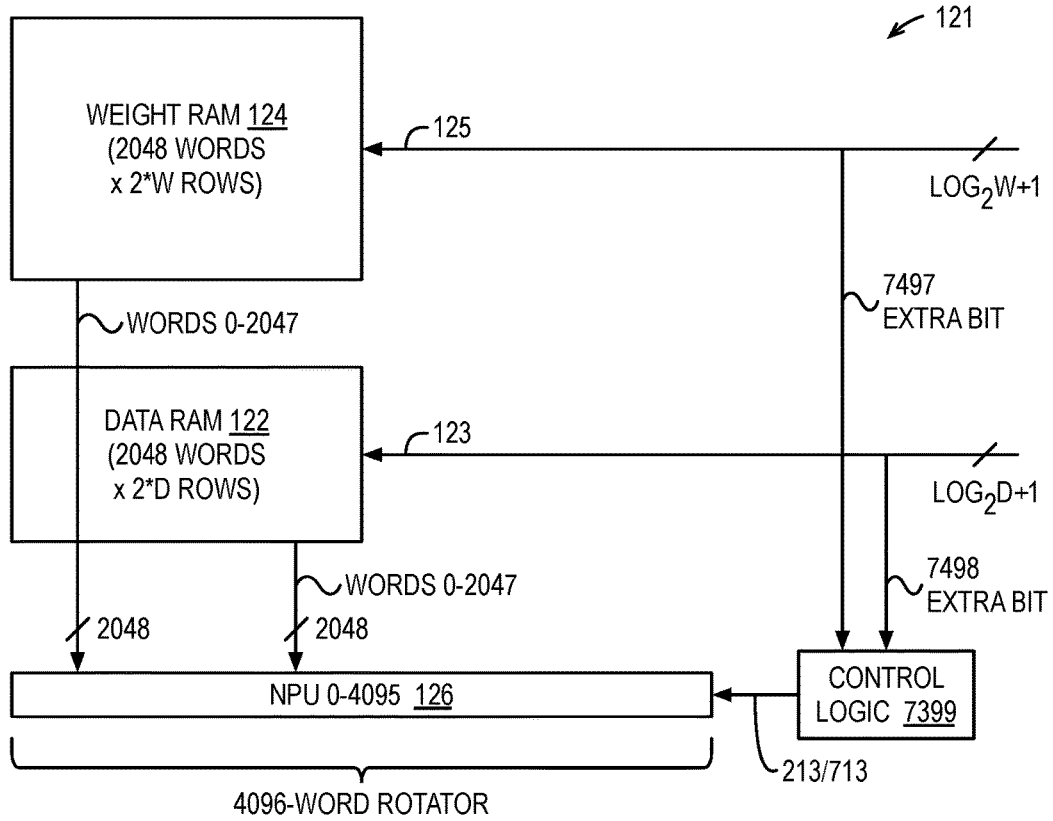 121
WEIGHT RAM 124
(2048 WORDS
x 2*W ROWS)
125
LOG2W+1
7497
EXTRA BIT
WORDS 0-2047
DATA RAM 122
(2048 WORDS
x 2*D ROWS)
123
LOG2D+1
7498
EXTRA BIT
WORDS 0-2047
2048
2048
NPU 0-4095 126
CONTROL
LOGIC 7399
213/713
4096-WORD ROTATOR